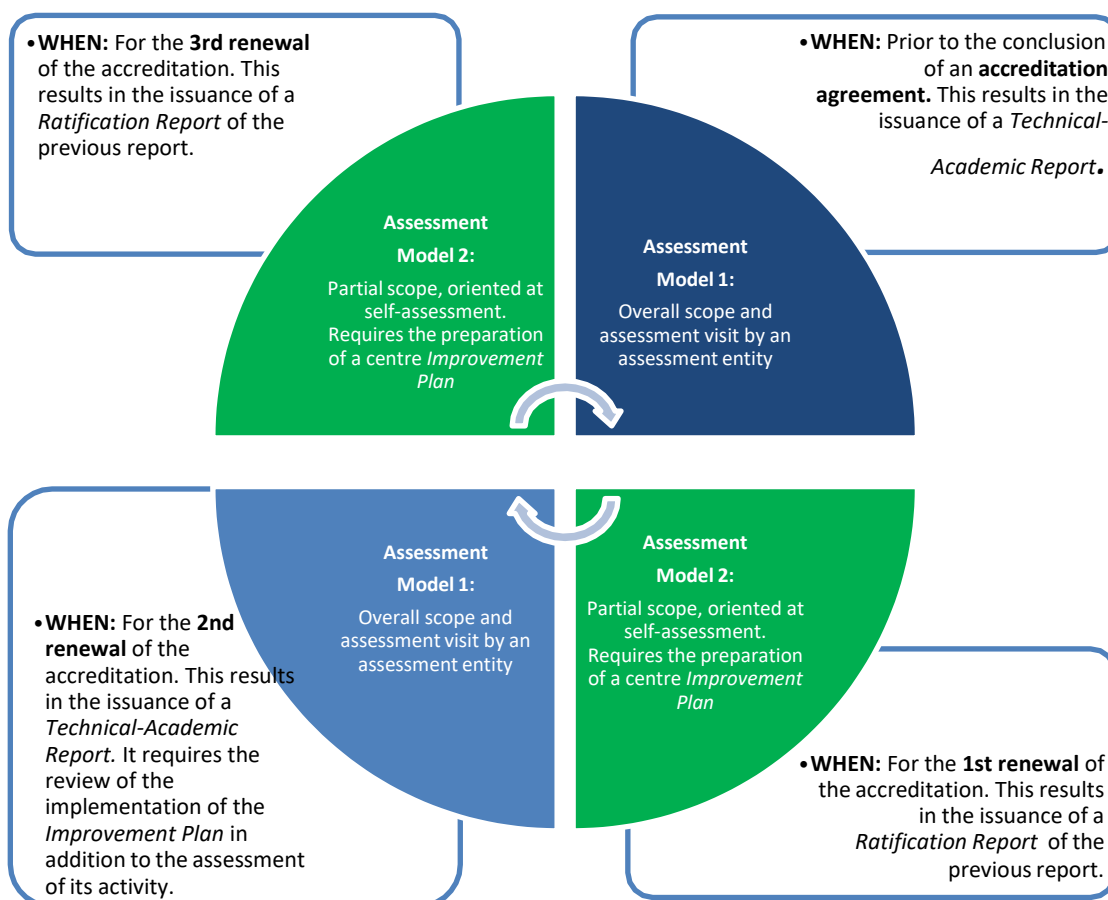 •WHEN: For the 3rd renewal
of the accreditation. This
results in the issuance of a
Ratification Report of the
previous report.
•WHEN: Prior to the conclusion
of an accreditation
agreement. This results in the
issuance of a Technical-
Academic Report.
Assessment
Model 2:
Partial scope, oriented at
self-assessment.
Requires the preparation
of a centre Improvement
Plan
Assessment
Model 1:
Overall scope and
assessment visit by an
assessment entity
Assessment
Model 1:
Overall scope and
assessment visit by an
assessment entity
Assessment
Model 2:
Partial scope, oriented at
self-assessment.
Requires the preparation
of a centre Improvement
Plan
•WHEN: For the 2nd
renewal of the
accreditation. This results
in the issuance of a
Technical-Academic
Report. It requires the
review of the
implementation of the
Improvement Plan in
addition to the assessment
of its activity.
•WHEN: For the 1st renewal of
the accreditation. This results
in the issuance of a
Ratification Report of the
previous report.